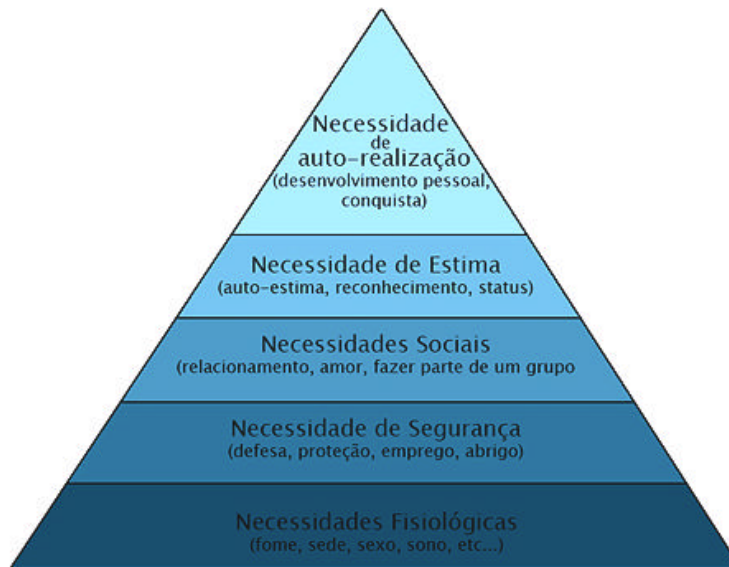 Necessidade
de
auto-realização
(desenvolvimento pessoal,
conquista)
Necessidade de Estima
(auto-estima, reconhecimento, status)
Necessidades Sociais
(relacionamento, amor, fazer parte de um grupo
Necessidade de Segurança
(defesa, proteção, emprego, abrigo)
Necessidades Fisiológicas
(fome, sede, sexo, sono, etc...)